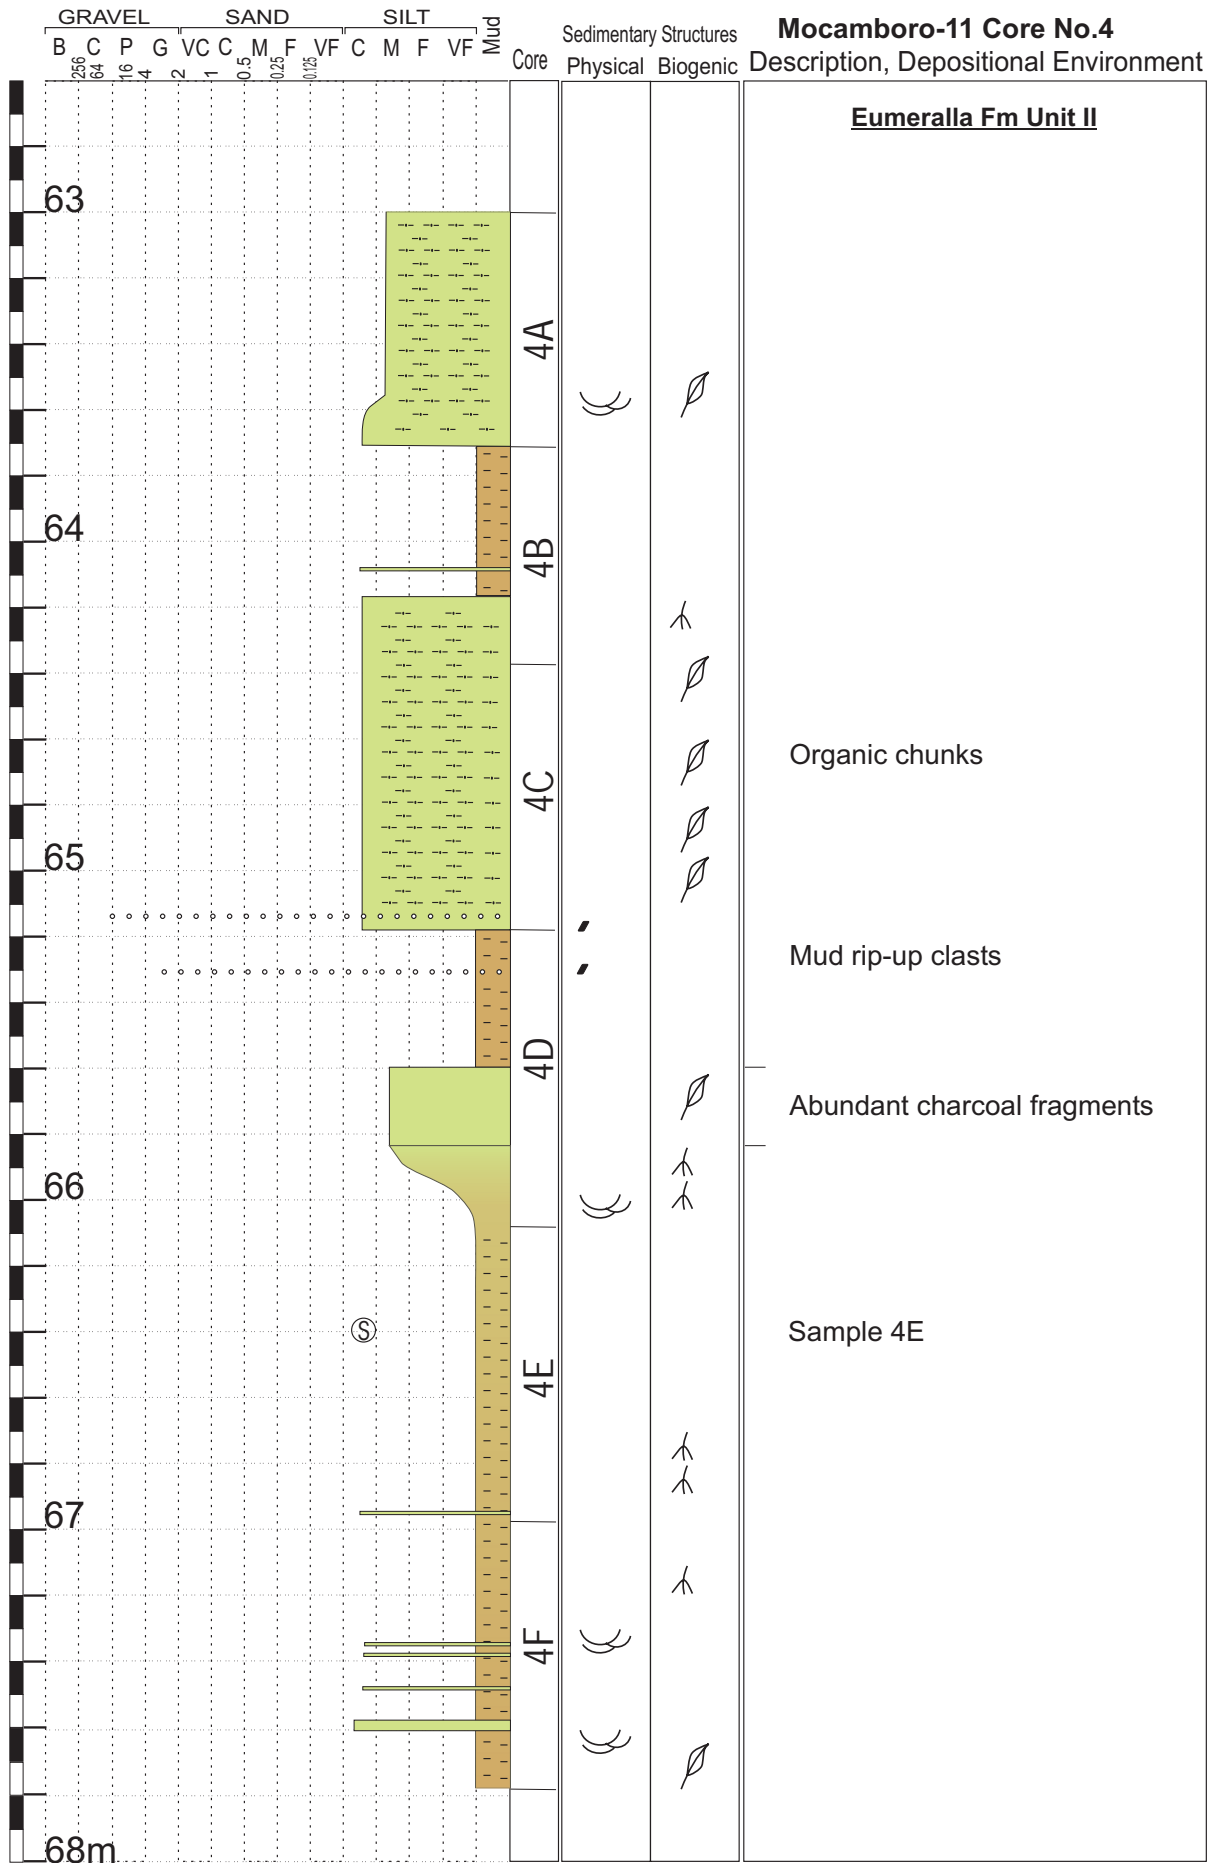 GRAVEL SAND SILT Mud
B C P G VC C M F VF C M F VF
256 64 16 4 2 1 0.5 0.25 0.125
Core
Sedimentary Structures
Physical Biogenic
Mocamboro-11 Core No.4
Description, Depositional Environment
Eumeralla Fm Unit II
63
4A
64
4B
Organic chunks
4C
65
Mud rip-up clasts
4D
Abundant charcoal fragments
66
S
Sample 4E
4E
67
4F
68m